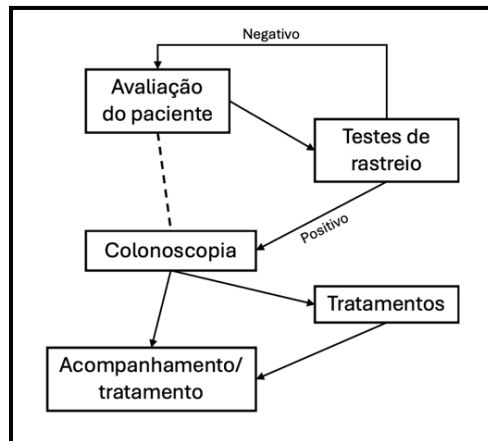 Negativo
Avaliação
do paciente
Testes de
rastreio
Positivo
Colonoscopia
Tratamentos
Acompanhamento/
tratamento